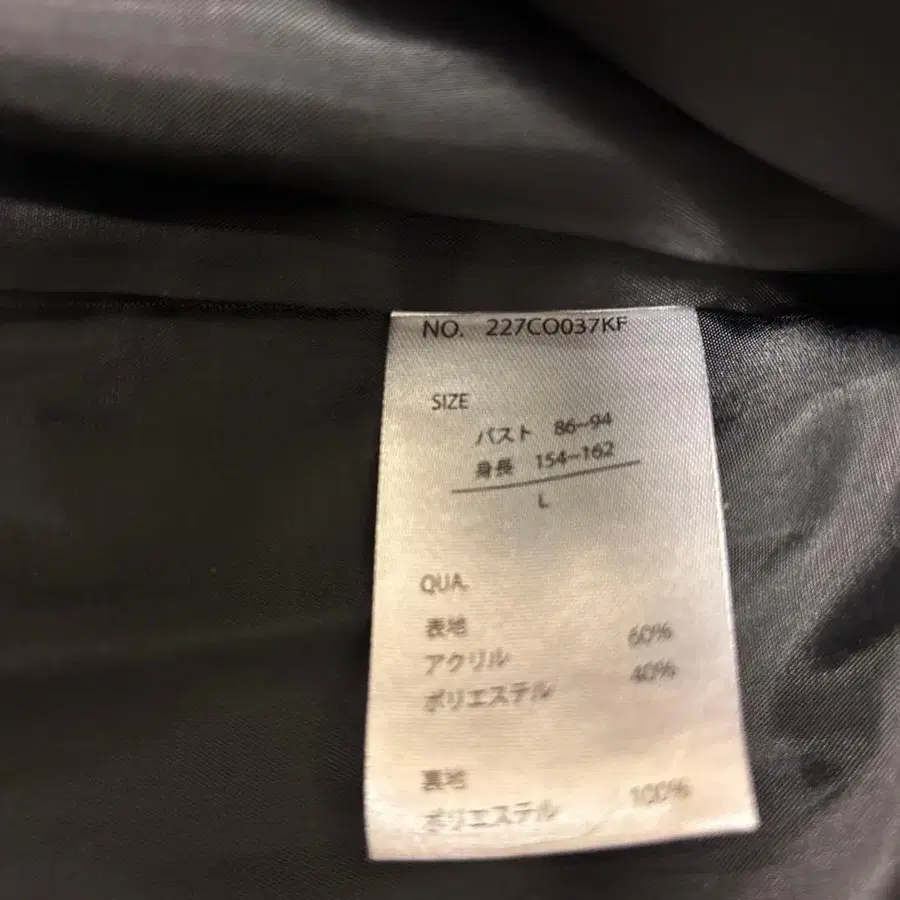 NO. 227CO037KF
SIZE
バスト 86-94
身長 154-162
L
QUA.
表地
アクリル 60%
ポリエステル 40%
裏地
ポリエステル 100%